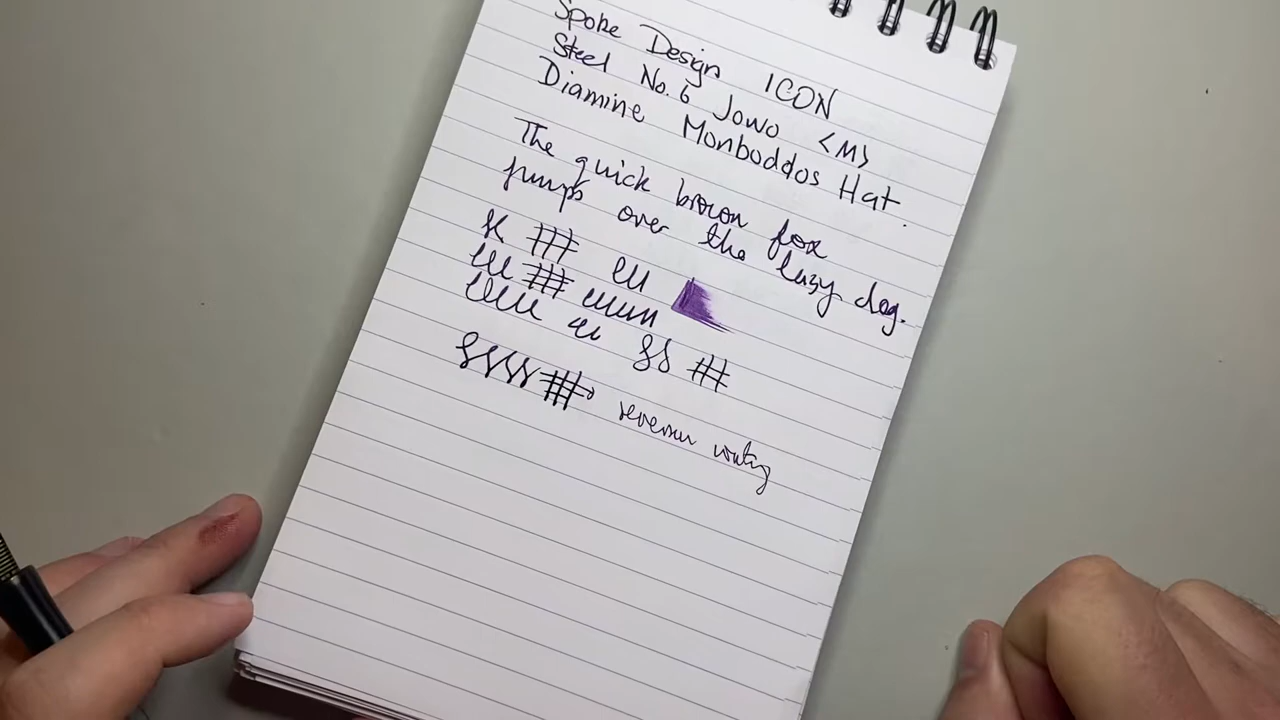 Spoke Design ICON
Steel No. 6 Jowo <M>
Diamine Monboddos Hat
The quick brown fox
jumps over the lazy dog.
reverse writing